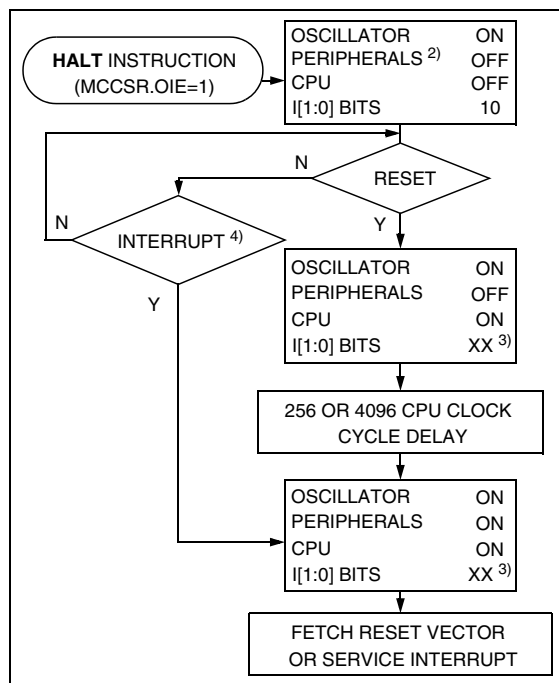 HALT INSTRUCTION
(MCCSR.OIE=1)
OSCILLATOR ON
PERIPHERALS 2) OFF
CPU OFF
I[1:0] BITS 10
N
RESET
Y
N
INTERRUPT 4)
Y
OSCILLATOR ON
PERIPHERALS OFF
CPU ON
I[1:0] BITS XX 3)
256 OR 4096 CPU CLOCK
CYCLE DELAY
OSCILLATOR ON
PERIPHERALS ON
CPU ON
I[1:0] BITS XX 3)
FETCH RESET VECTOR
OR SERVICE INTERRUPT